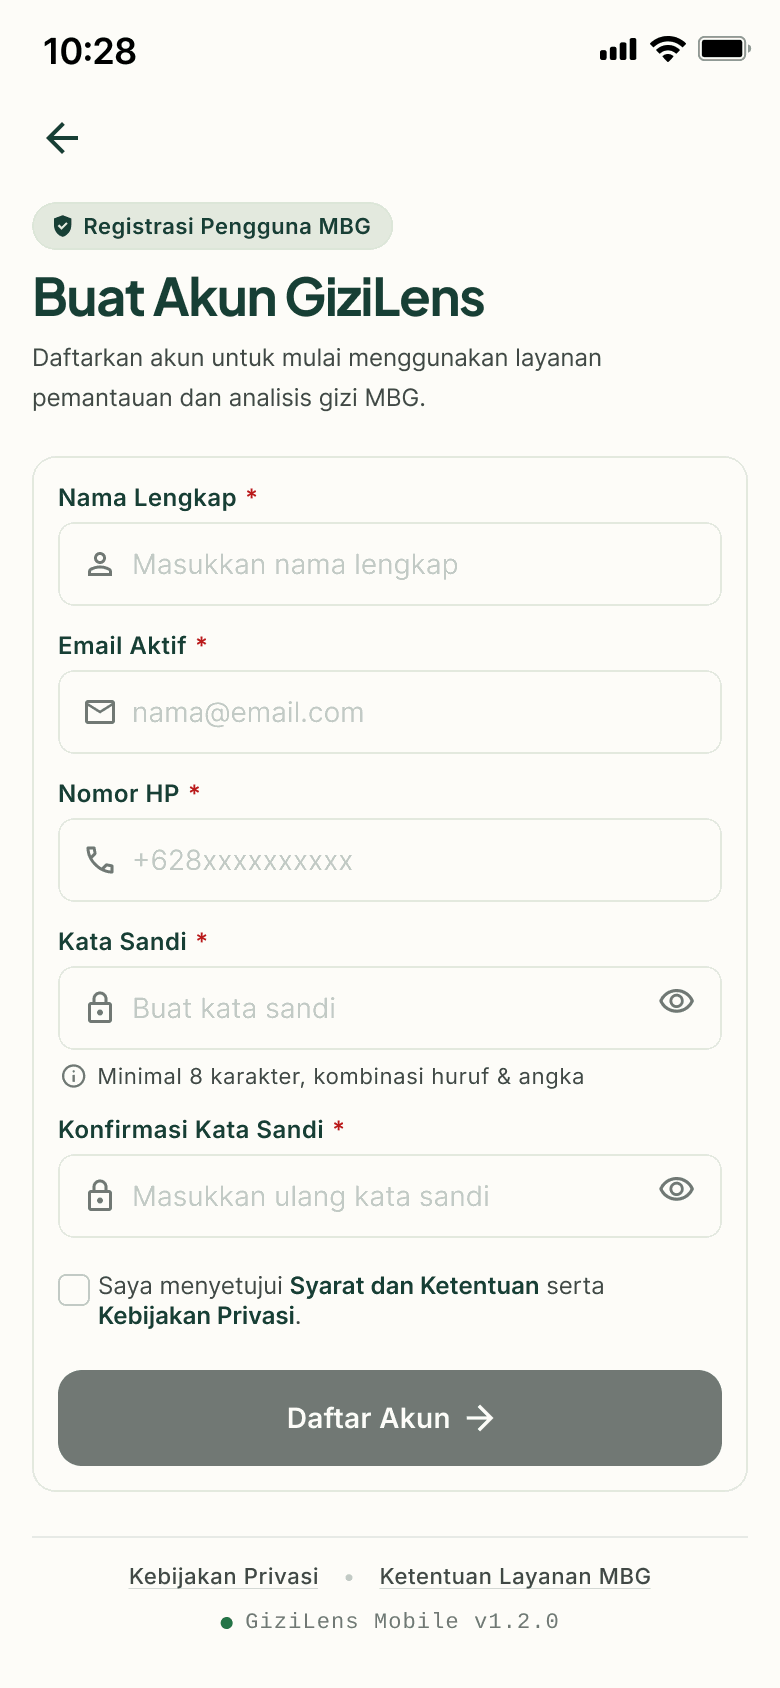 10:28
Registrasi Pengguna MBG
Buat Akun GiziLens
Daftarkan akun untuk mulai menggunakan layanan
pemantauan dan analisis gizi MBG.
Nama Lengkap *
Masukkan nama lengkap
Email Aktif *
nama@email.com
Nomor HP *
+628xxxxxxxxxx
Kata Sandi *
Buat kata sandi
Minimal 8 karakter, kombinasi huruf & angka
Konfirmasi Kata Sandi *
Masukkan ulang kata sandi
Saya menyetujui Syarat dan Ketentuan serta
Kebijakan Privasi.
Daftar Akun →
Kebijakan Privasi • Ketentuan Layanan MBG
GiziLens Mobile v1.2.0